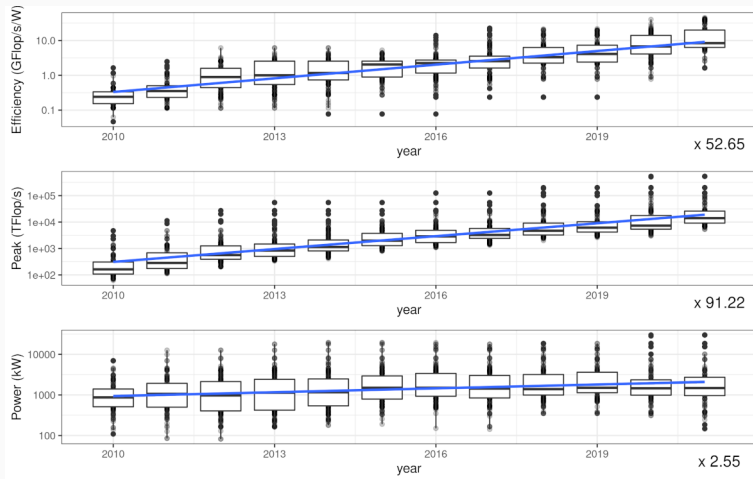 Efficiency (GFlop/s/W)
10.0
1.0
0.1
2010 2013 2016 2019
year
x 52.65
Peak (TFlop/s)
1e+05
1e+04
1e+03
1e+02
2010 2013 2016 2019
year
x 91.22
Power (kW)
10000
1000
100
2010 2013 2016 2019
year
x 2.55